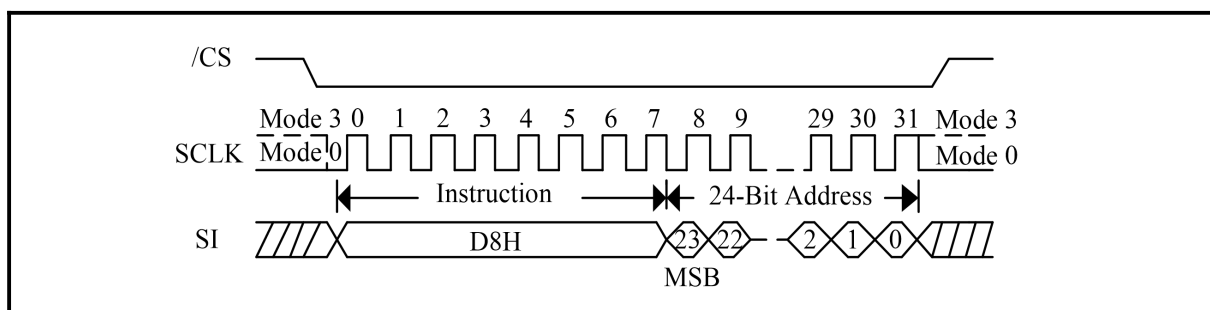 /CS
Mode 3 0 1 2 3 4 5 6 7 8 9 29 30 31 Mode 3
SCLK Mode 0 Mode 0
Instruction 24-Bit Address
SI D8H 23 22 2 1 0
MSB